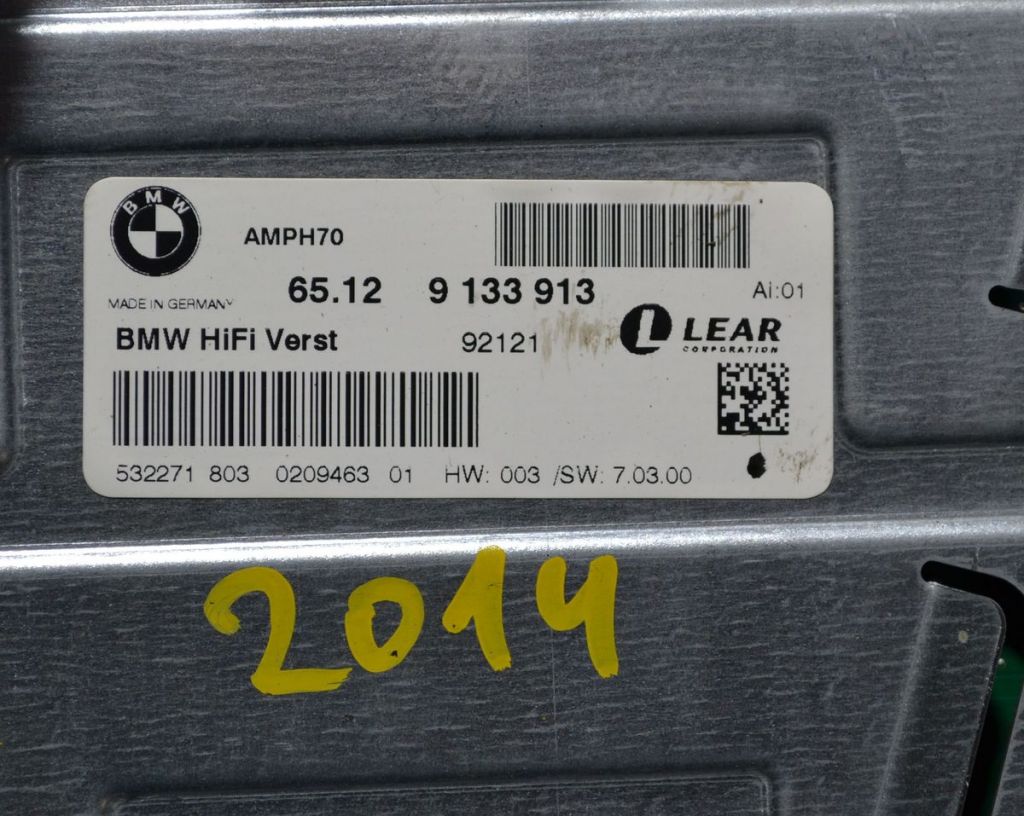 BMW
AMPH70
65.12 9 133 913 Ai:01
MADE IN GERMANY
BMW HiFi Verst 92121
L LEAR
CORPORATION
532271 803 0209463 01 HW: 003 /SW: 7.03.00
2014